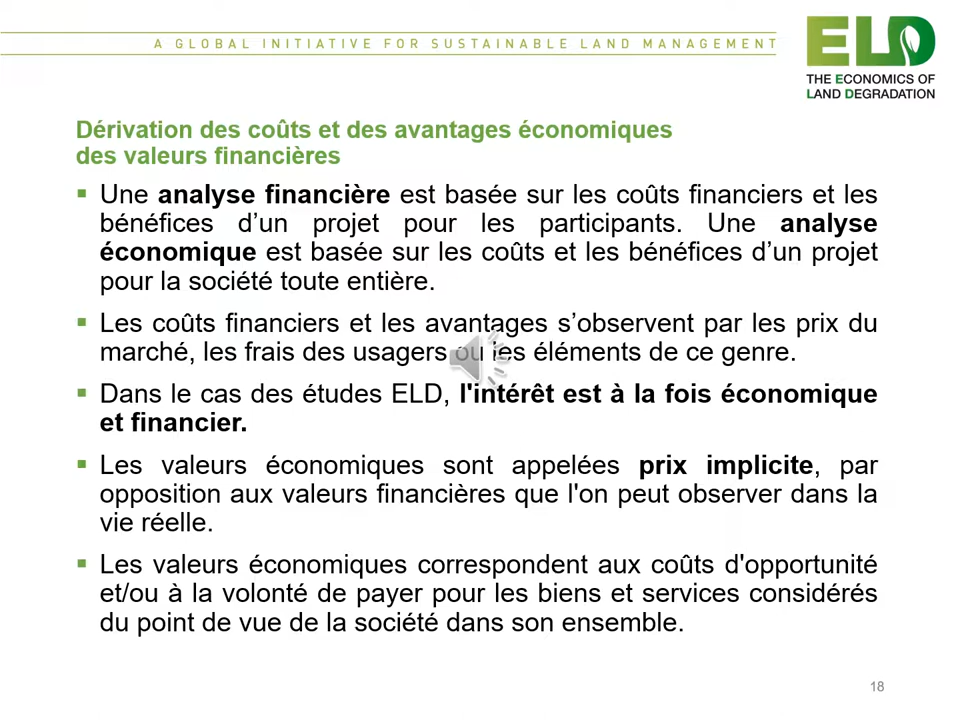 A GLOBAL INITIATIVE FOR SUSTAINABLE LAND MANAGEMENT
ELD
THE ECONOMICS OF
LAND DEGRADATION
Dérivation des coûts et des avantages économiques
des valeurs financières
Une analyse financière est basée sur les coûts financiers et les
bénéfices d’un projet pour les participants. Une analyse
économique est basée sur les coûts et les bénéfices d’un projet
pour la société toute entière.
Les coûts financiers et les avantages s’observent par les prix du
marché, les frais des usagers ou les éléments de ce genre.
Dans le cas des études ELD, l'intérêt est à la fois économique
et financier.
Les valeurs économiques sont appelées prix implicite, par
opposition aux valeurs financières que l'on peut observer dans la
vie réelle.
Les valeurs économiques correspondent aux coûts d'opportunité
et/ou à la volonté de payer pour les biens et services considérés
du point de vue de la société dans son ensemble.
18